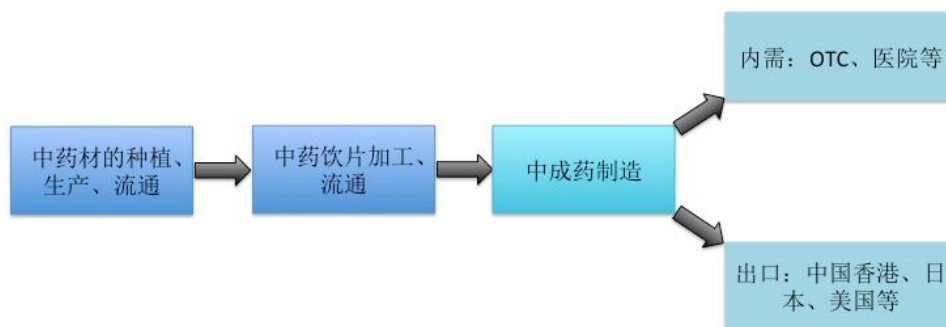 内需：OTC、医院等
中药材的种植、
生产、流通
中药饮片加工、
流通
中成药制造
出口：中国香港、日
本、美国等